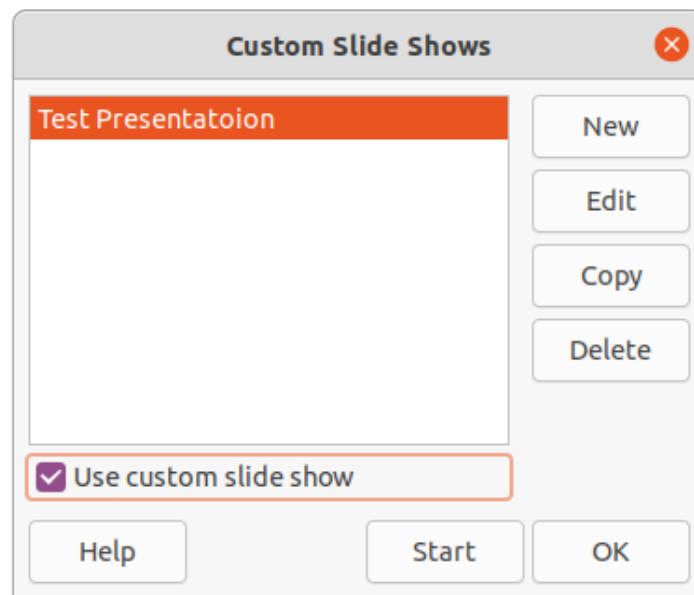 Custom Slide Shows
Test Presentatoion
New
Edit
Copy
Delete
Use custom slide show
Help
Start
OK